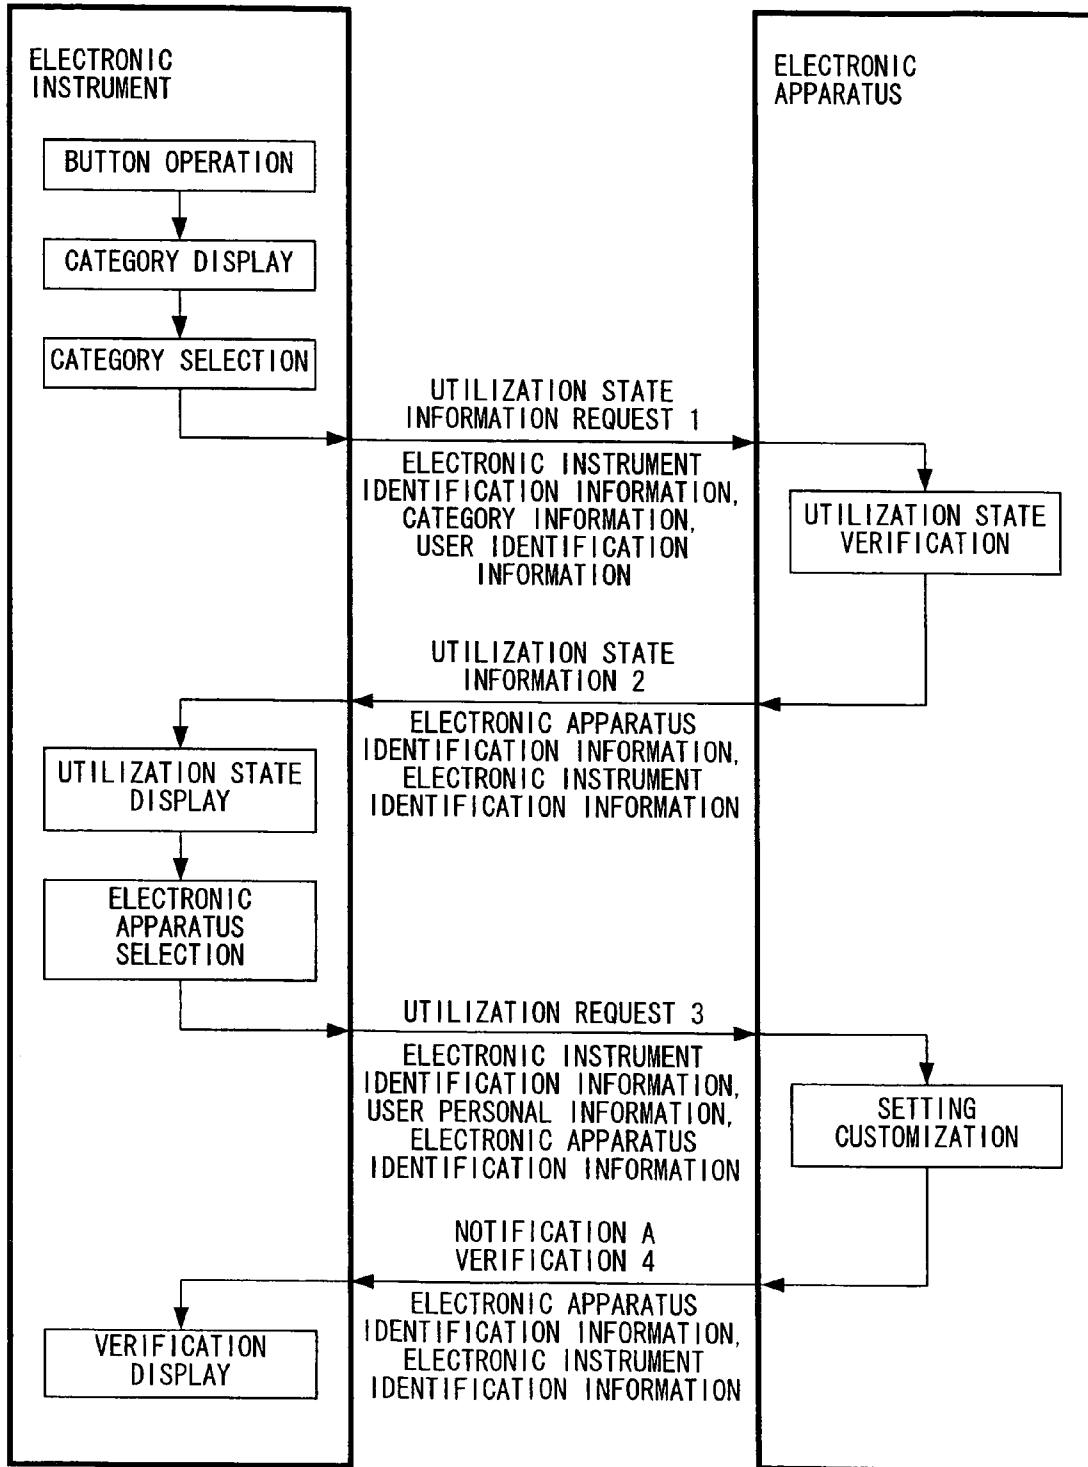 ELECTRONIC
INSTRUMENT
ELECTRONIC
APPARATUS
BUTTON OPERATION
CATEGORY DISPLAY
CATEGORY SELECTION
UTILIZATION STATE
INFORMATION REQUEST 1
ELECTRONIC INSTRUMENT
IDENTIFICATION INFORMATION,
CATEGORY INFORMATION,
USER IDENTIFICATION
INFORMATION
UTILIZATION STATE
VERIFICATION
UTILIZATION STATE
INFORMATION 2
ELECTRONIC APPARATUS
IDENTIFICATION INFORMATION,
ELECTRONIC INSTRUMENT
IDENTIFICATION INFORMATION
UTILIZATION STATE
DISPLAY
ELECTRONIC
APPARATUS
SELECTION
UTILIZATION REQUEST 3
ELECTRONIC INSTRUMENT
IDENTIFICATION INFORMATION,
USER PERSONAL INFORMATION,
ELECTRONIC APPARATUS
IDENTIFICATION INFORMATION
SETTING
CUSTOMIZATION
NOTIFICATION A
VERIFICATION 4
ELECTRONIC APPARATUS
IDENTIFICATION INFORMATION,
ELECTRONIC INSTRUMENT
IDENTIFICATION INFORMATION
VERIFICATION
DISPLAY